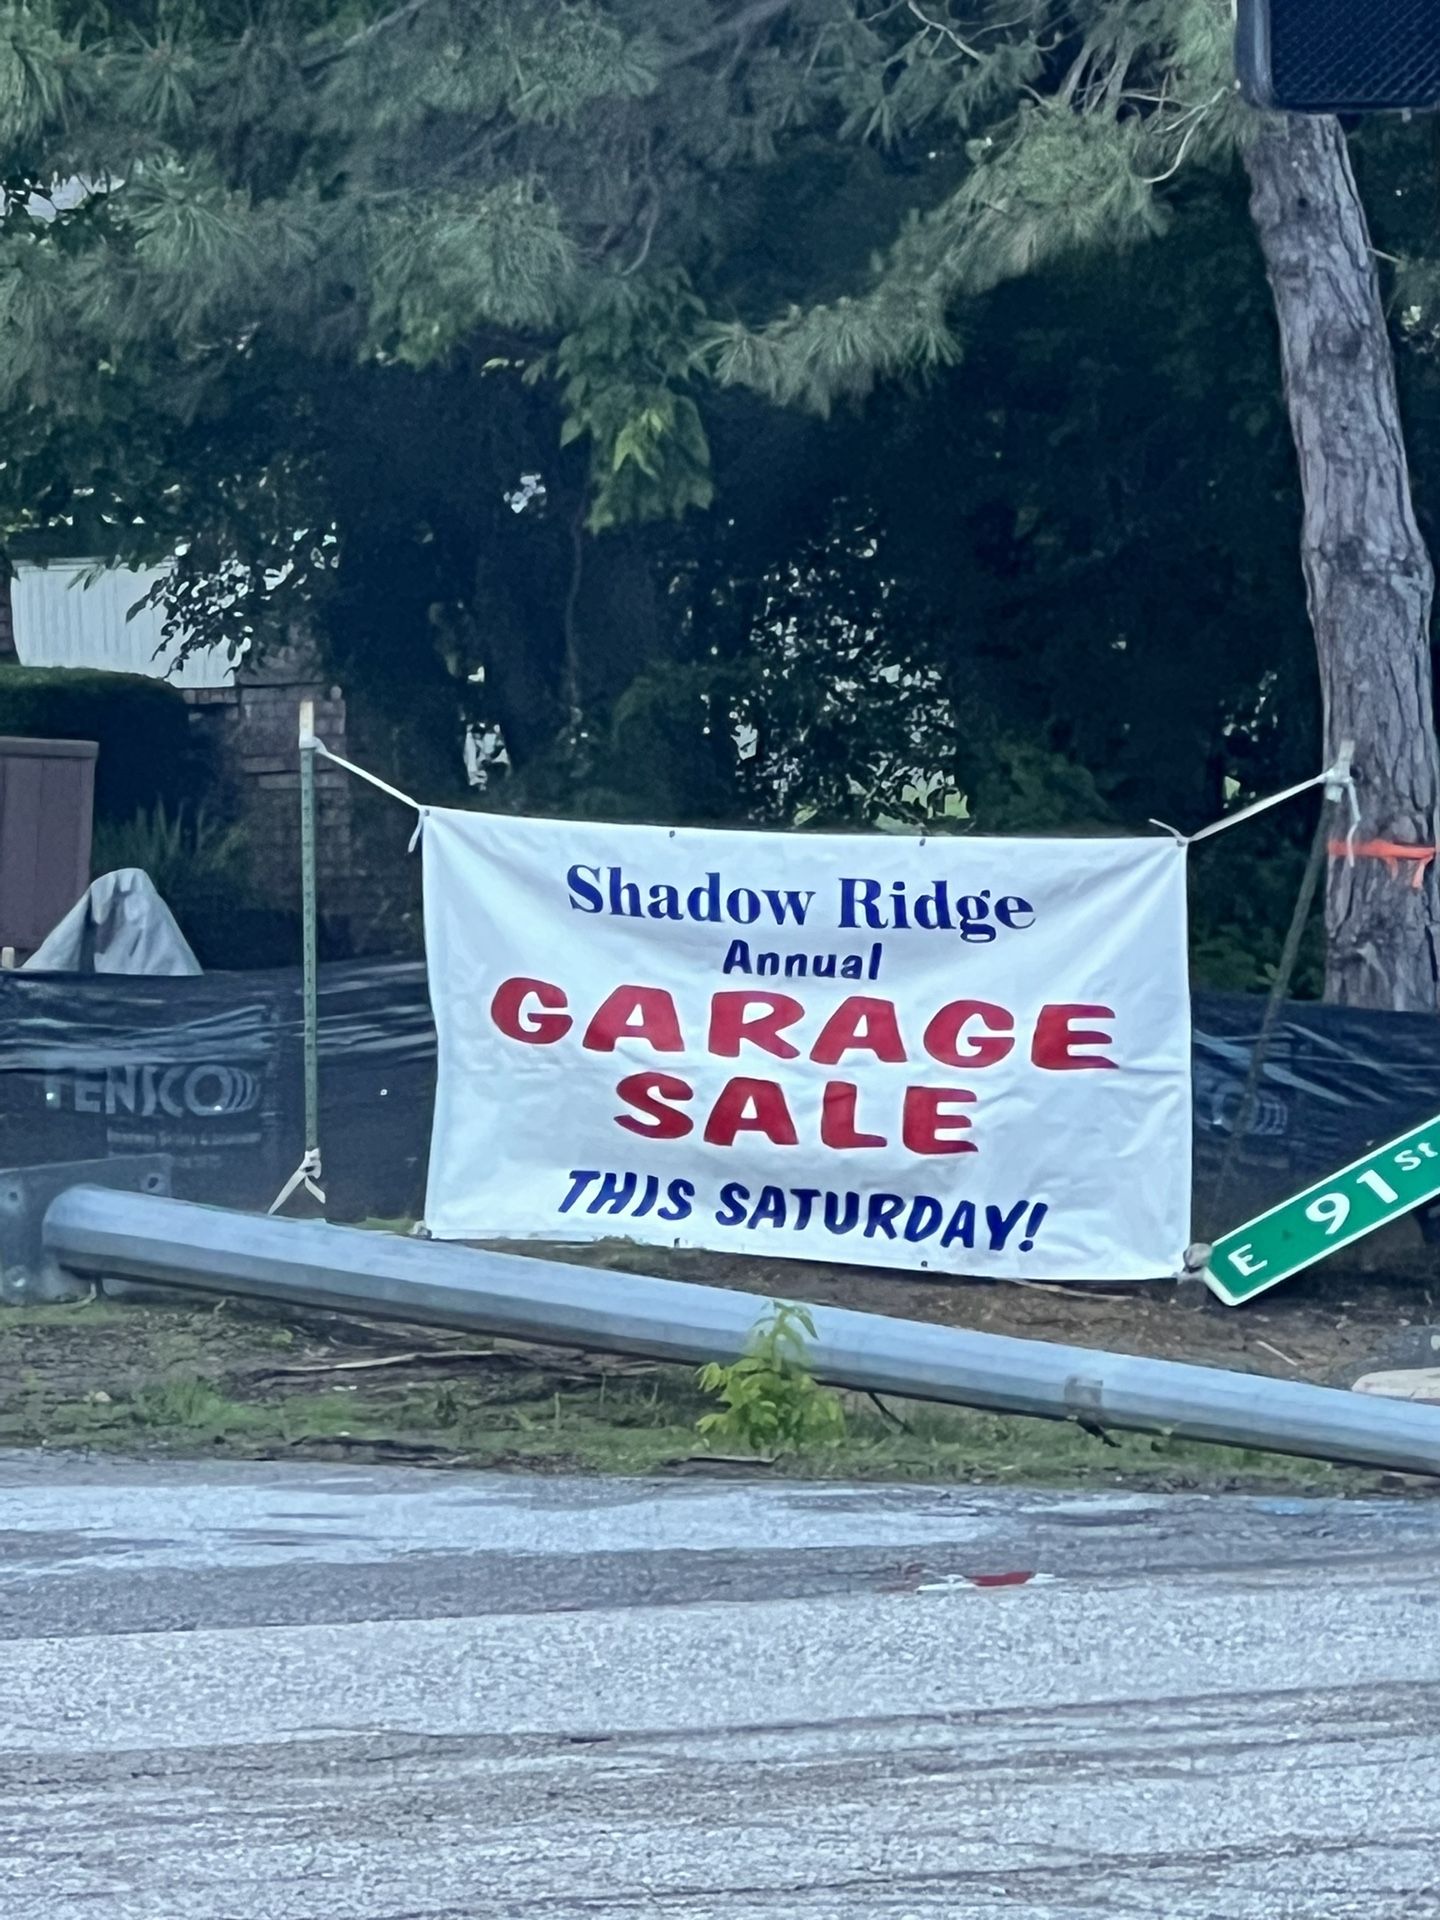 Shadow Ridge
Annual
GARAGE
SALE
THIS SATURDAY!
TENSCO
E 91 St